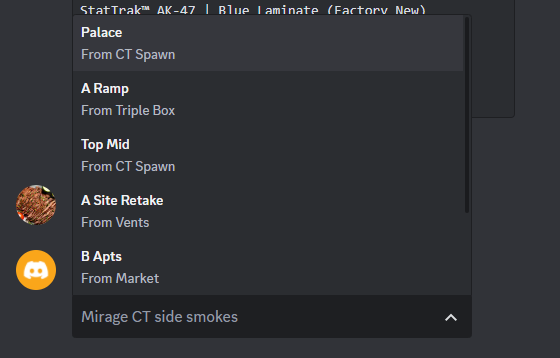 StatTrak™ AK-47 | Blue Laminate (Factory New)
Palace
From CT Spawn
A Ramp
From Triple Box
Top Mid
From CT Spawn
A Site Retake
From Vents
B Apts
From Market
Mirage CT side smokes